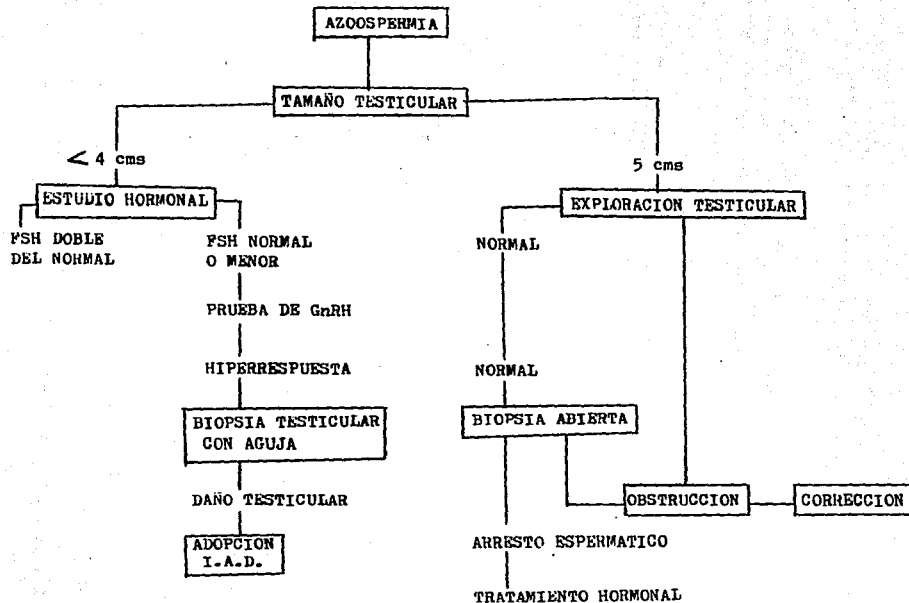 AZOOSPERMIA
TAMAÑO TESTICULAR
< 4 cms
5 cms
ESTUDIO HORMONAL
EXPLORACION TESTICULAR
FSH DOBLE
DEL NORMAL
FSH NORMAL
O MENOR
NORMAL
PRUEBA DE GnRH
HIPERRESPUESTA
NORMAL
BIOPSIA TESTICULAR
CON AGUJA
BIOPSIA ABIERTA
DAÑO TESTICULAR
OBSTRUCCION
CORRECCION
ADOPCION
I.A.D.
ARRESTO ESPERMATICO
TRATAMIENTO HORMONAL